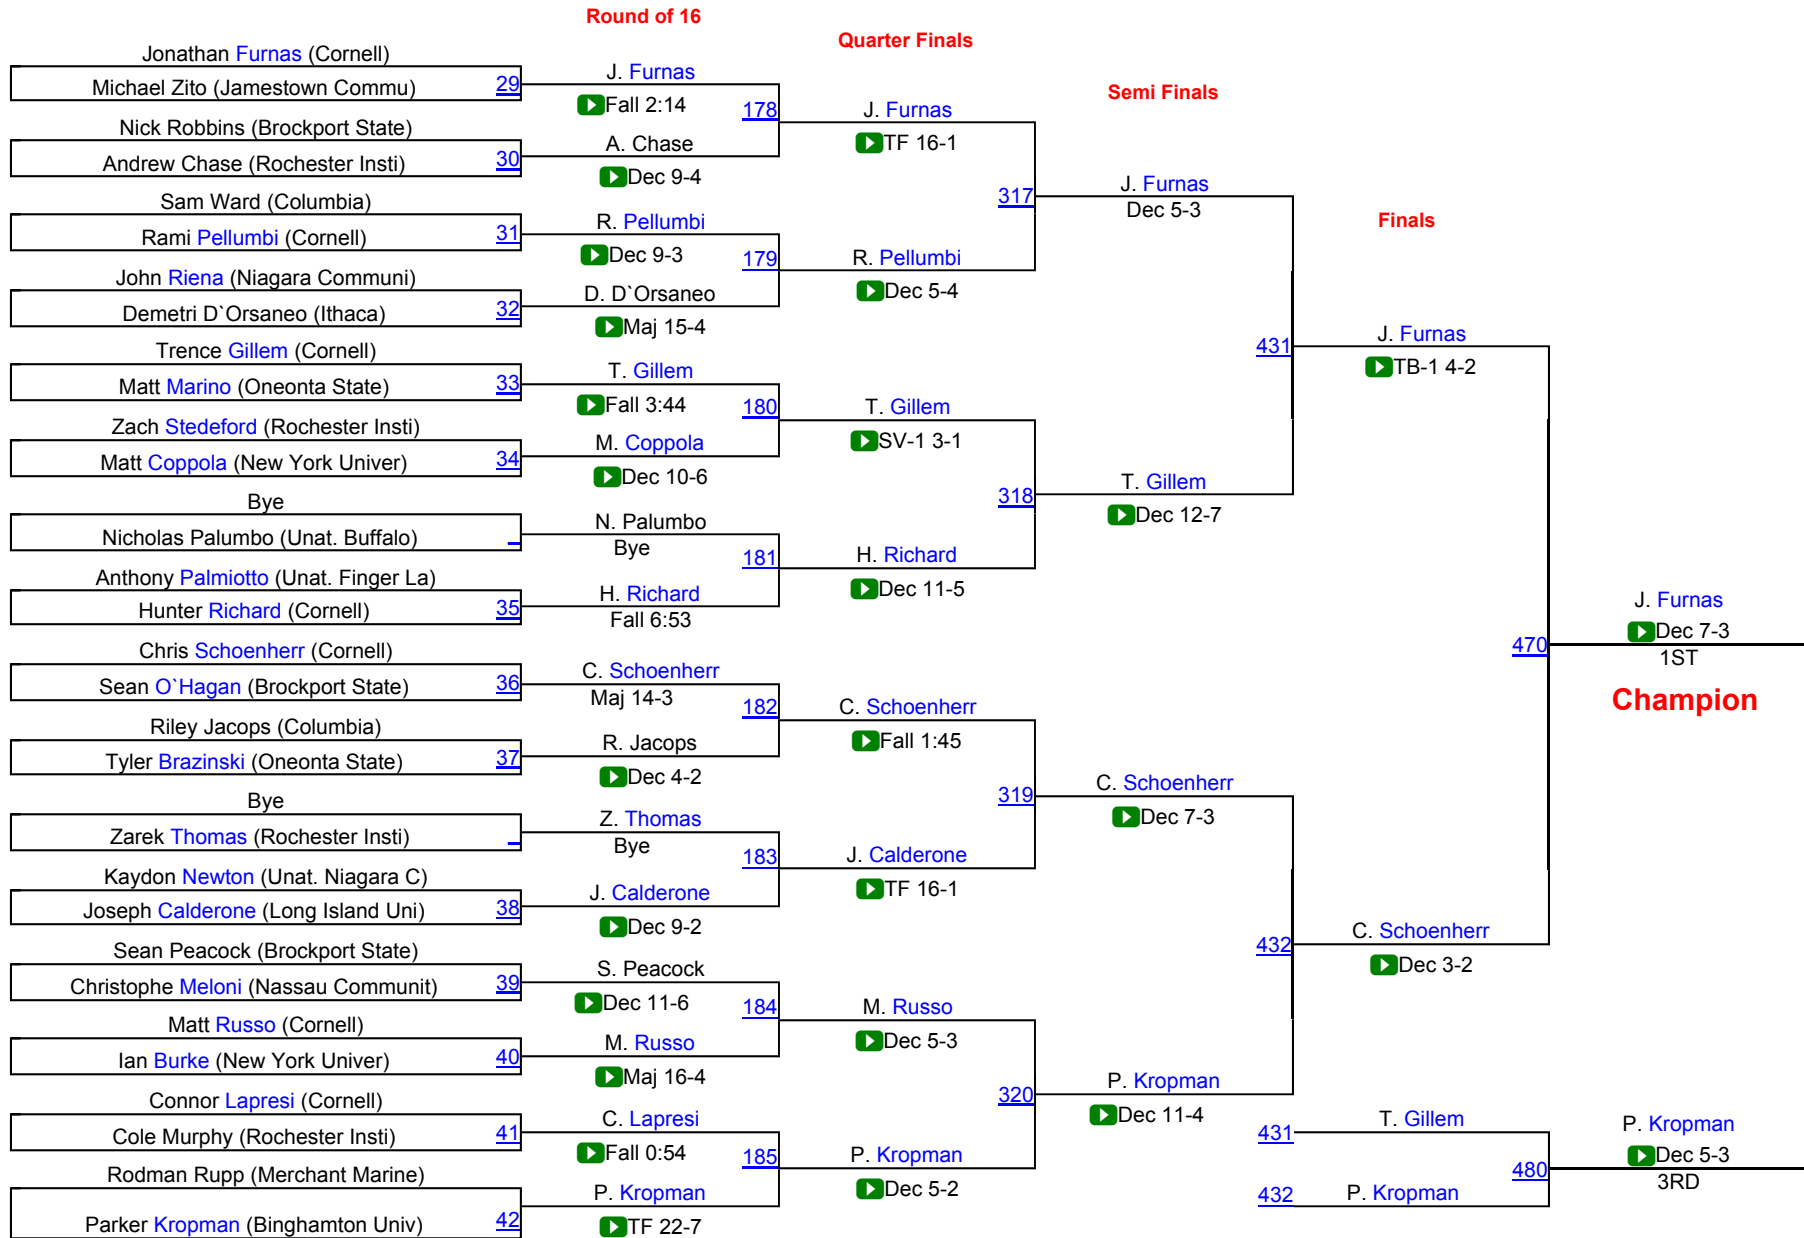 Round of 16
Quarter Finals
Semi Finals
Finals
Jonathan Furnas (Cornell)
Michael Zito (Jamestown Commu)
29
Nick Robbins (Brockport State)
Andrew Chase (Rochester Insti)
30
Sam Ward (Columbia)
Rami Pellumbi (Cornell)
31
John Riena (Niagara Communi)
Demetri D`Orsaneo (Ithaca)
32
Trence Gillem (Cornell)
Matt Marino (Oneonta State)
33
Zach Stedeford (Rochester Insti)
Matt Coppola (New York Univer)
34
Bye
Nicholas Palumbo (Unat. Buffalo)
Anthony Palmiotto (Unat. Finger La)
Hunter Richard (Cornell)
35
Chris Schoenherr (Cornell)
Sean O`Hagan (Brockport State)
36
Riley Jacops (Columbia)
Tyler Brazinski (Oneonta State)
37
Bye
Zarek Thomas (Rochester Insti)
Kaydon Newton (Unat. Niagara C)
Joseph Calderone (Long Island Uni)
38
Sean Peacock (Brockport State)
Christophe Meloni (Nassau Communit)
39
Matt Russo (Cornell)
Ian Burke (New York Univer)
40
Connor Lapresi (Cornell)
Cole Murphy (Rochester Insti)
41
Rodman Rupp (Merchant Marine)
Parker Kropman (Binghamton Univ)
42
J. Furnas
Fall 2:14
178
A. Chase
Dec 9-4
R. Pellumbi
Dec 9-3
179
D. D`Orsaneo
Maj 15-4
T. Gillem
Fall 3:44
180
M. Coppola
Dec 10-6
N. Palumbo
Bye
181
H. Richard
Fall 6:53
C. Schoenherr
Maj 14-3
182
R. Jacops
Dec 4-2
Z. Thomas
Bye
183
J. Calderone
Dec 9-2
S. Peacock
Dec 11-6
184
M. Russo
Maj 16-4
C. Lapresi
Fall 0:54
185
P. Kropman
TF 22-7
J. Furnas
TF 16-1
317
R. Pellumbi
Dec 5-4
T. Gillem
SV-1 3-1
318
H. Richard
Dec 11-5
C. Schoenherr
Fall 1:45
319
J. Calderone
TF 16-1
M. Russo
Dec 5-3
320
P. Kropman
Dec 5-2
J. Furnas
Dec 5-3
431
T. Gillem
Dec 12-7
C. Schoenherr
Dec 7-3
432
P. Kropman
Dec 11-4
J. Furnas
TB-1 4-2
470
C. Schoenherr
Dec 3-2
J. Furnas
Dec 7-3
1ST
Champion
431
T. Gillem
480
432
P. Kropman
P. Kropman
Dec 5-3
3RD